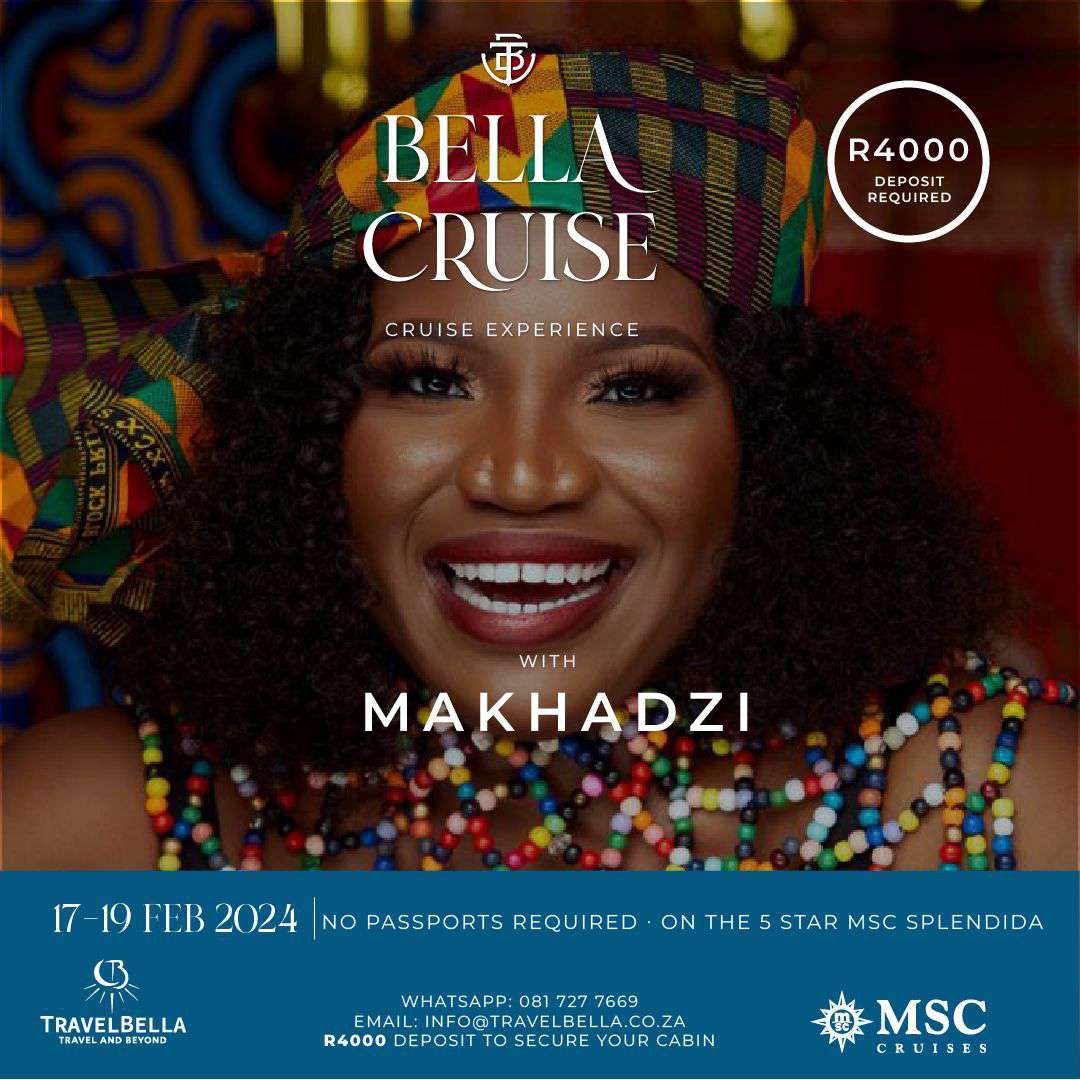 BELLA
CRUISE
CRUISE EXPERIENCE
R4000
DEPOSIT
REQUIRED
WITH
MAKHADZI
17-19 FEB 2024 | NO PASSPORTS REQUIRED · ON THE 5 STAR MSC SPLENDIDA
TRAVELBELLA
TRAVEL AND BEYOND
WHATSAPP: 081 727 7669
EMAIL: INFO@TRAVELBELLA.CO.ZA
R4000 DEPOSIT TO SECURE YOUR CABIN
msc
MSC
CRUISES